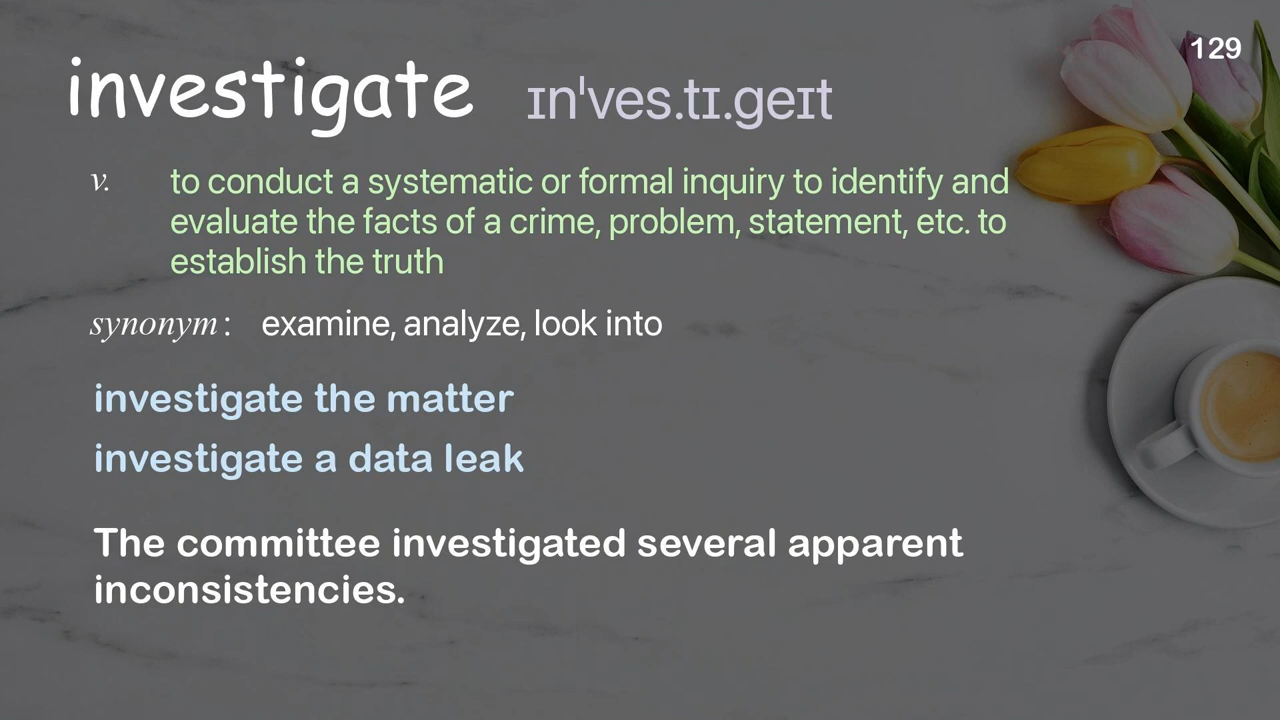 129
investigate ɪnˈves.tɪ.geɪt
v. to conduct a systematic or formal inquiry to identify and
evaluate the facts of a crime, problem, statement, etc. to
establish the truth
synonym: examine, analyze, look into
investigate the matter
investigate a data leak
The committee investigated several apparent
inconsistencies.